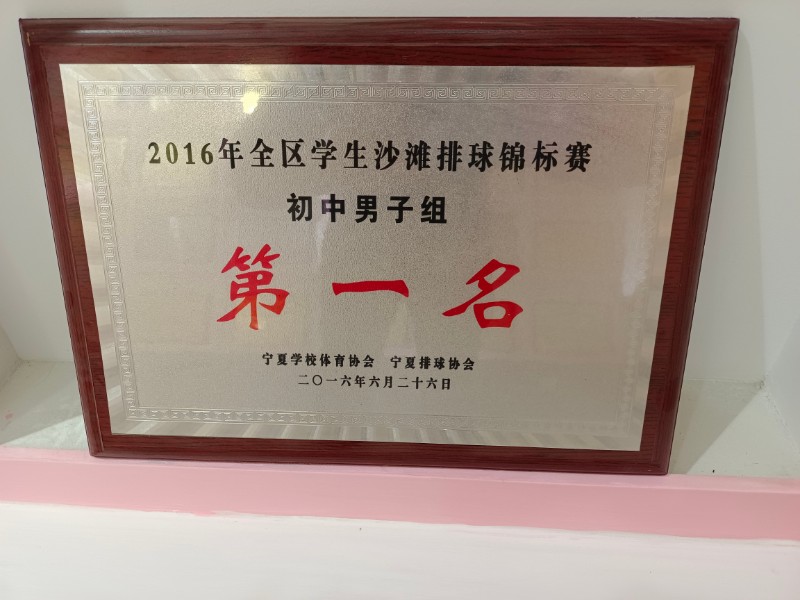 2016年全区学生沙滩排球锦标赛
初中男子组
第一名
宁夏学校体育协会 宁夏排球协会
二〇一六年六月二十六日